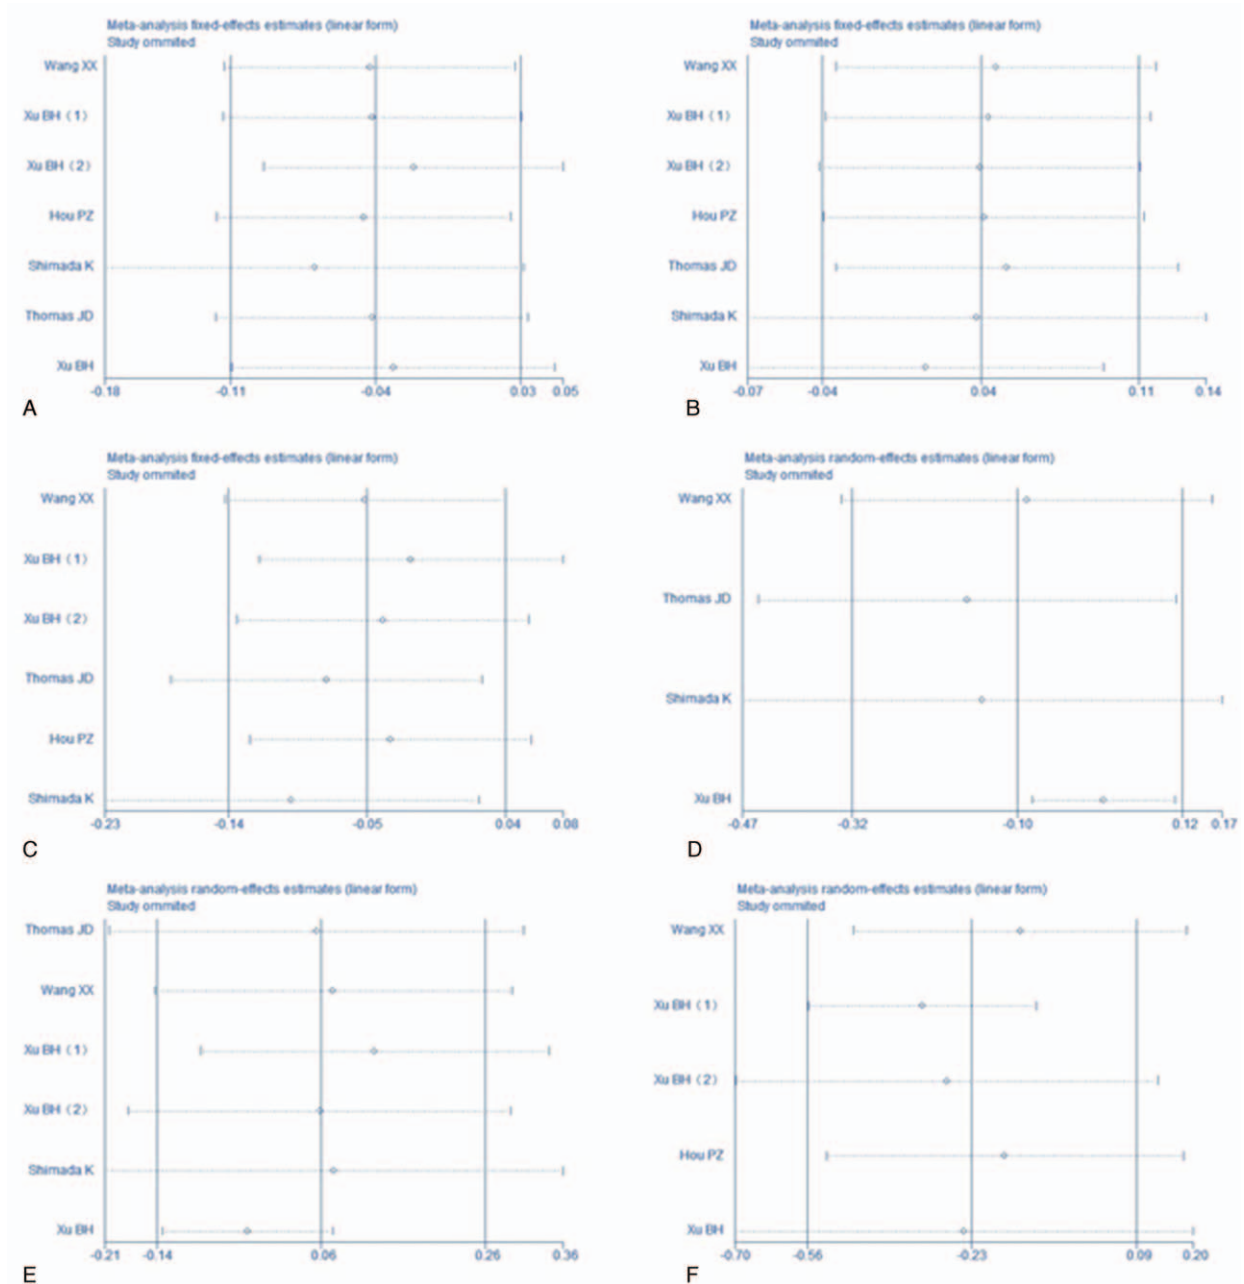 Meta-analysis fixed-effects estimates (linear form)
Study ommited
Wang XX
Xu BH (1)
Xu BH (2)
Hou PZ
Shimada K
Thomas JD
Xu BH
-0.18 -0.11 -0.04 0.03 0.05
A
Meta-analysis fixed-effects estimates (linear form)
Study ommited
Wang XX
Xu BH (1)
Xu BH (2)
Hou PZ
Thomas JD
Shimada K
Xu BH
-0.07 -0.04 0.04 0.11 0.14
B
Meta-analysis fixed-effects estimates (linear form)
Study ommited
Wang XX
Xu BH (1)
Xu BH (2)
Thomas JD
Hou PZ
Shimada K
-0.23 -0.14 -0.05 0.04 0.08
C
Meta-analysis random-effects estimates (linear form)
Study ommited
Wang XX
Thomas JD
Shimada K
Xu BH
-0.47 -0.32 -0.10 0.12 0.17
D
Meta-analysis random-effects estimates (linear form)
Study ommited
Thomas JD
Wang XX
Xu BH (1)
Xu BH (2)
Shimada K
Xu BH
-0.21 -0.14 0.06 0.26 0.36
E
Meta-analysis random-effects estimates (linear form)
Study ommited
Wang XX
Xu BH (1)
Xu BH (2)
Hou PZ
Xu BH
-0.70 -0.56 -0.23 0.09 0.20
F